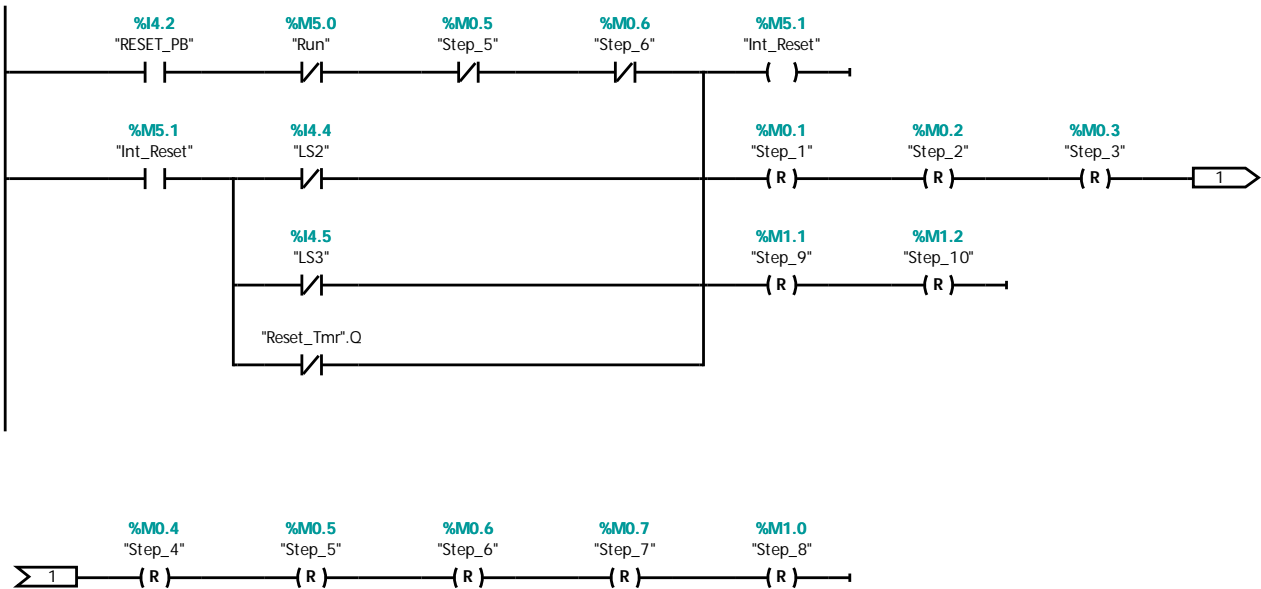 %I4.2 %M5.0 %M0.5 %M0.6 %M5.1
"RESET_PB" "Run" "Step_5" "Step_6" "Int_Reset"
%M5.1 %I4.4 %M0.1 %M0.2 %M0.3
"Int_Reset" "LS2" "Step_1" "Step_2" "Step_3"
R R R 1
%I4.5 %M1.1 %M1.2
"LS3" "Step_9" "Step_10"
R R
"Reset_Tmr".Q
%M0.4 %M0.5 %M0.6 %M0.7 %M1.0
"Step_4" "Step_5" "Step_6" "Step_7" "Step_8"
1 R R R R R